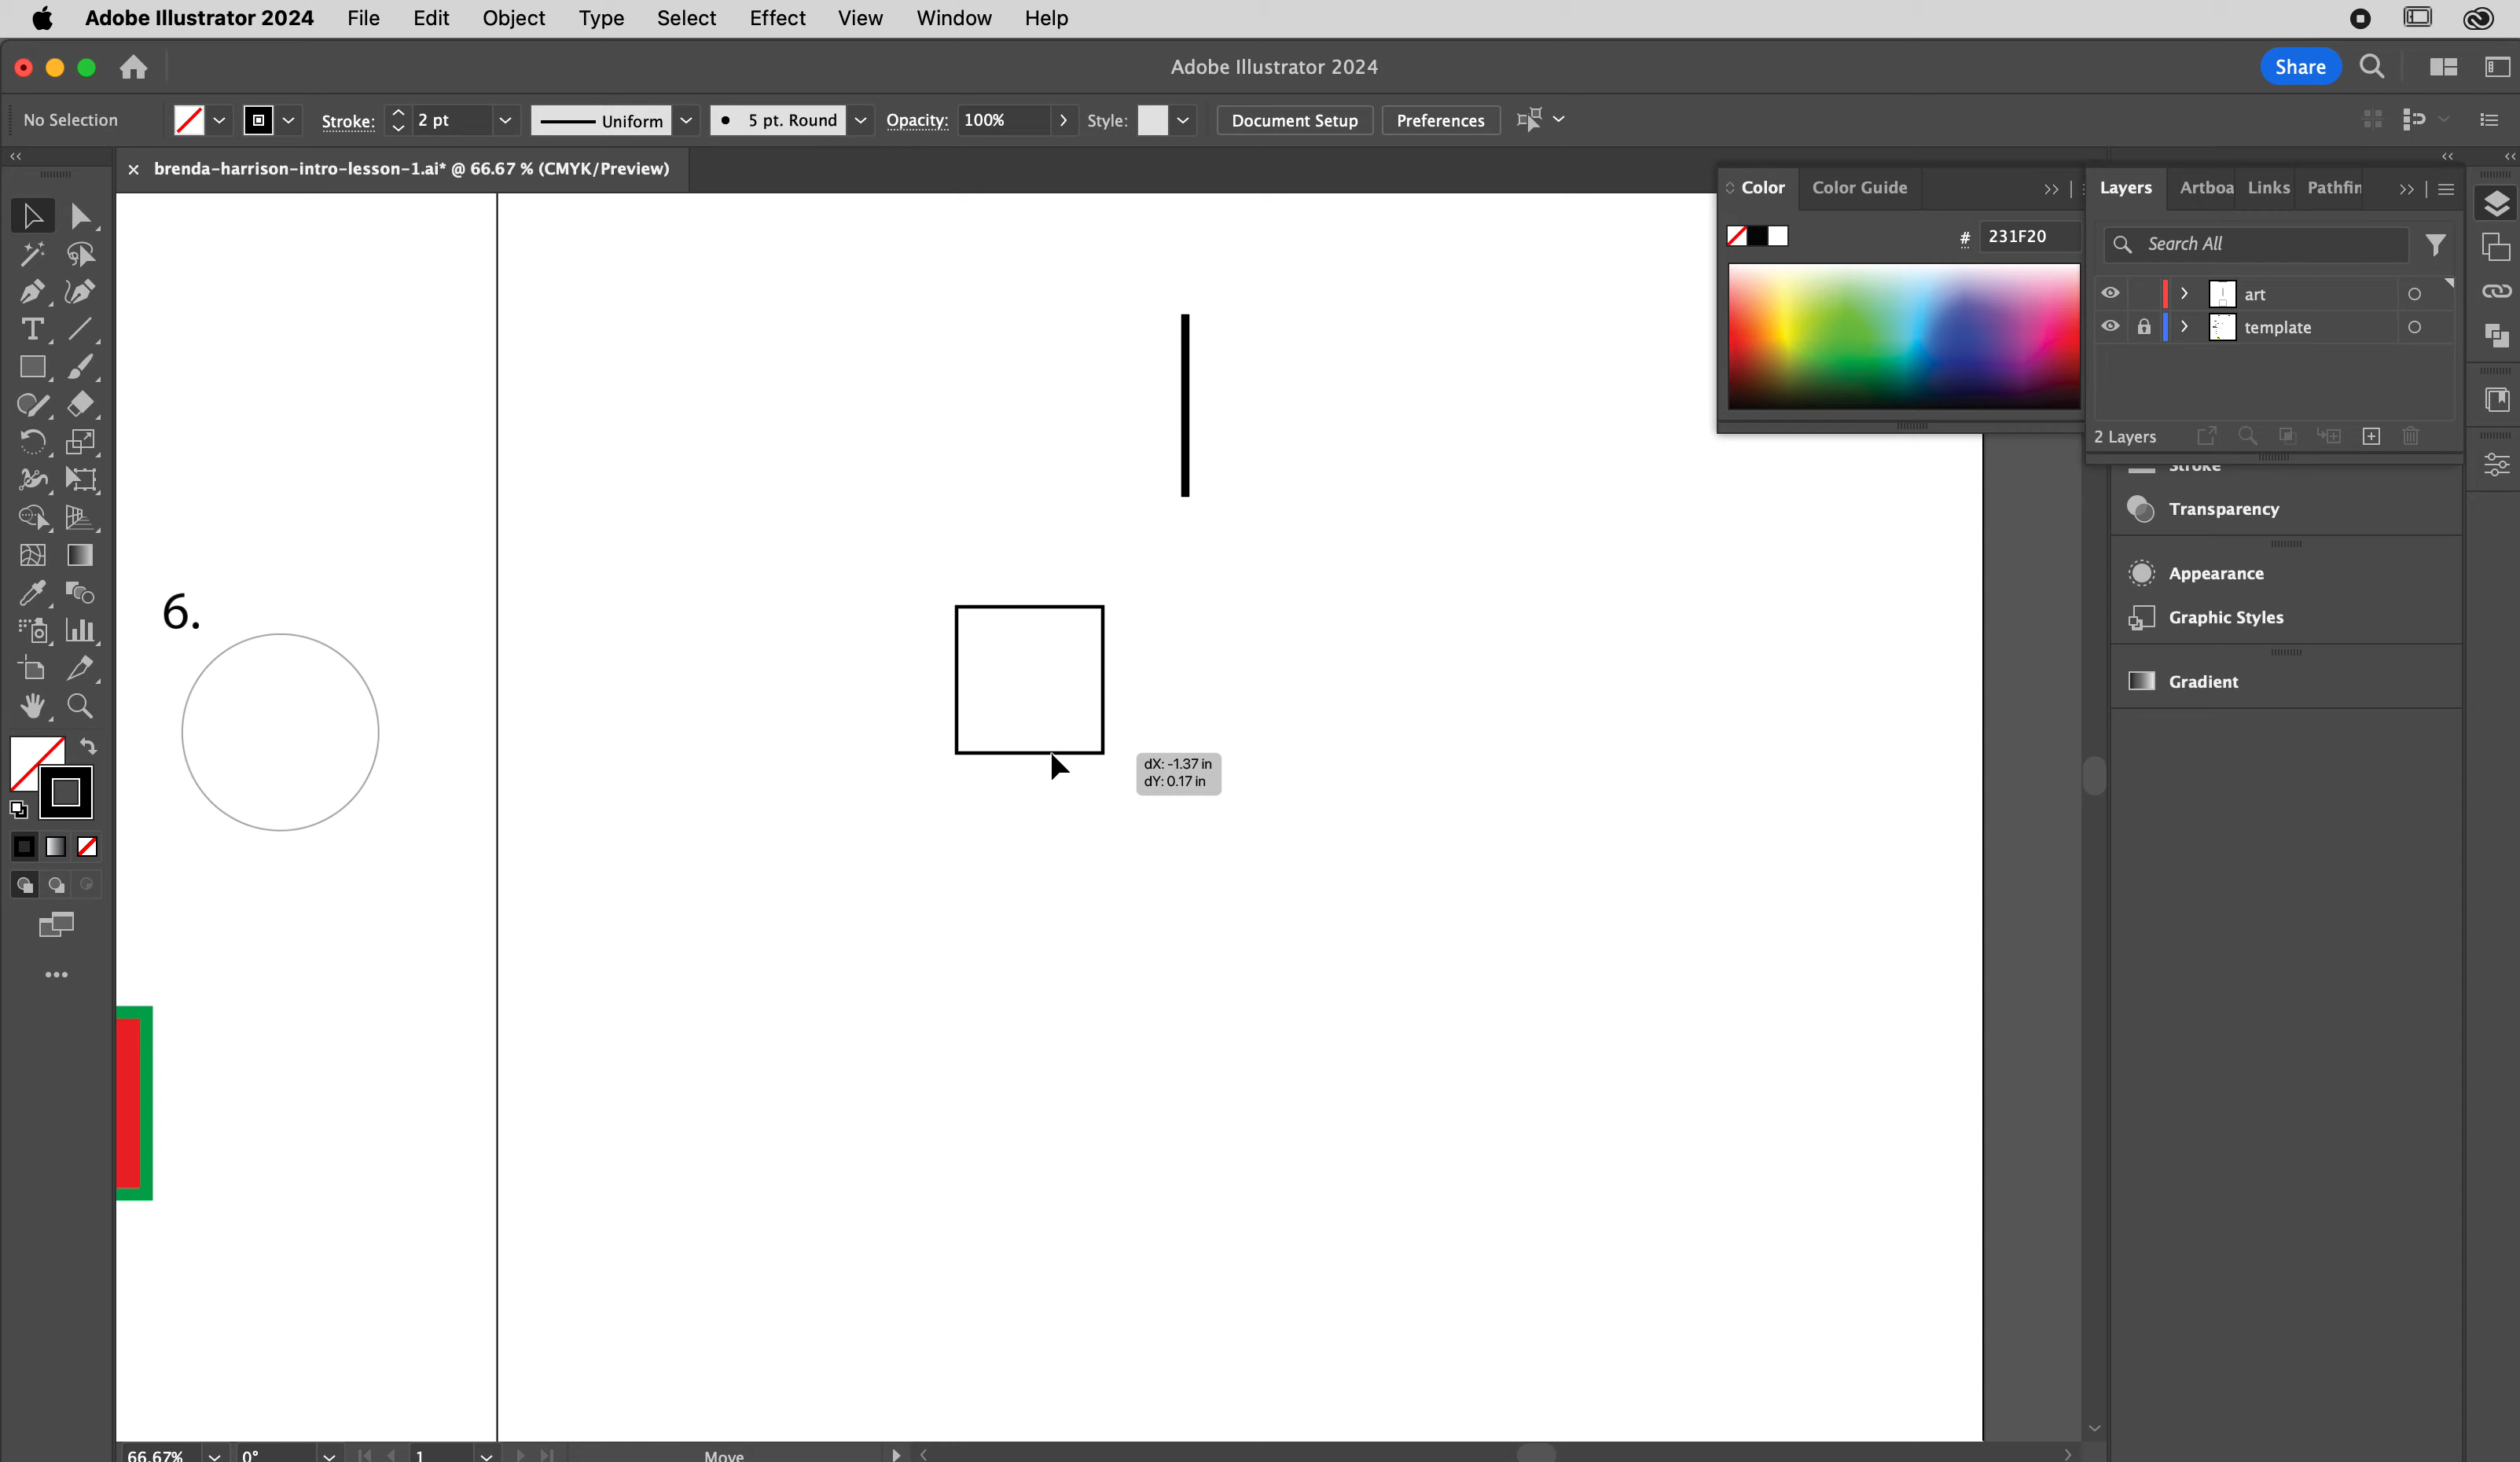 Adobe Illustrator 2024 File Edit Object Type Select Effect View Window Help
Adobe Illustrator 2024
Share
No Selection
Stroke: 2 pt
Uniform
5 pt. Round
Opacity: 100%
Style:
Document Setup
Preferences
× brenda-harrison-intro-lesson-1.ai* @ 66.67 % (CMYK/Preview)
Color
Color Guide
# 231F20
Layers
Artboa
Links
Pathfin
Search All
art
template
2 Layers
Stroke
Transparency
Appearance
Graphic Styles
Gradient
6.
dX: -1.37 in
dY: 0.17 in
66.67%
0°
1
Move